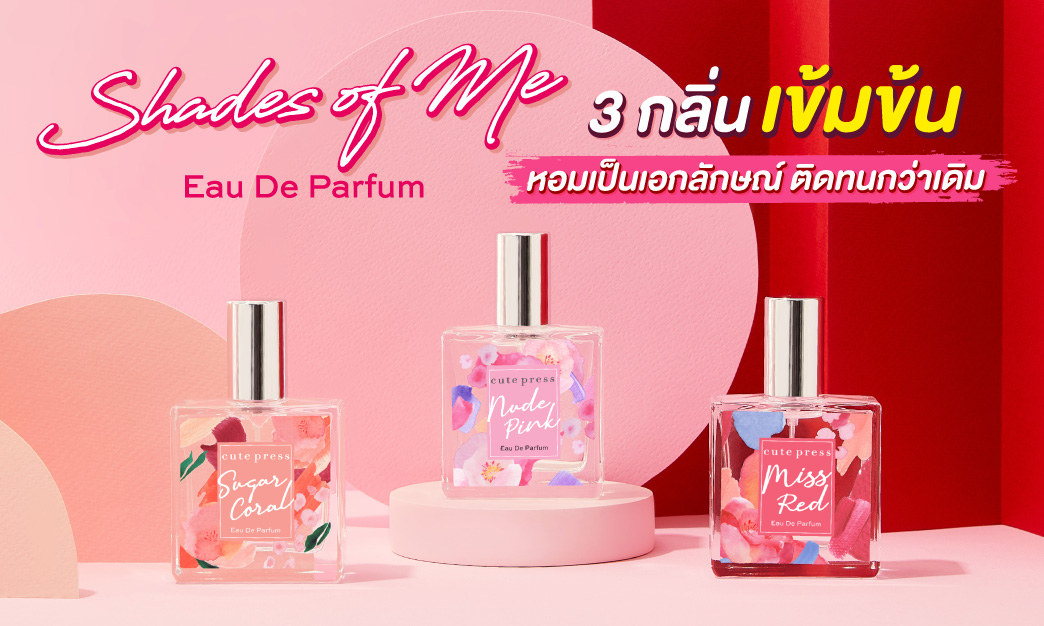 Shades of Me
Eau De Parfum
3 กลิ่น เข้มข้น
หอมเป็นเอกลักษณ์ ติดทนกว่าเดิม
cute press
Sugar
Coral
Eau De Parfum
cute press
Nude
Pink
Eau De Parfum
cute press
Miss
Red
Eau De Parfum